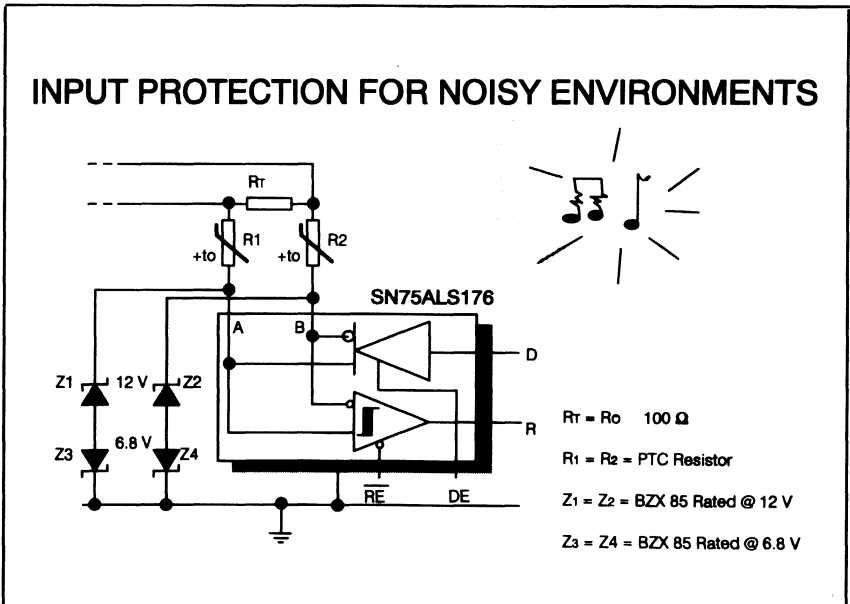 INPUT PROTECTION FOR NOISY ENVIRONMENTS
RT
R1
R2
+to
+to
SN75ALS176
A
B
D
Z1
12 V
Z2
R
Z3
6.8 V
Z4
RE
DE
RT = Ro 100 Ω
R1 = R2 = PTC Resistor
Z1 = Z2 = BZX 85 Rated @ 12 V
Z3 = Z4 = BZX 85 Rated @ 6.8 V